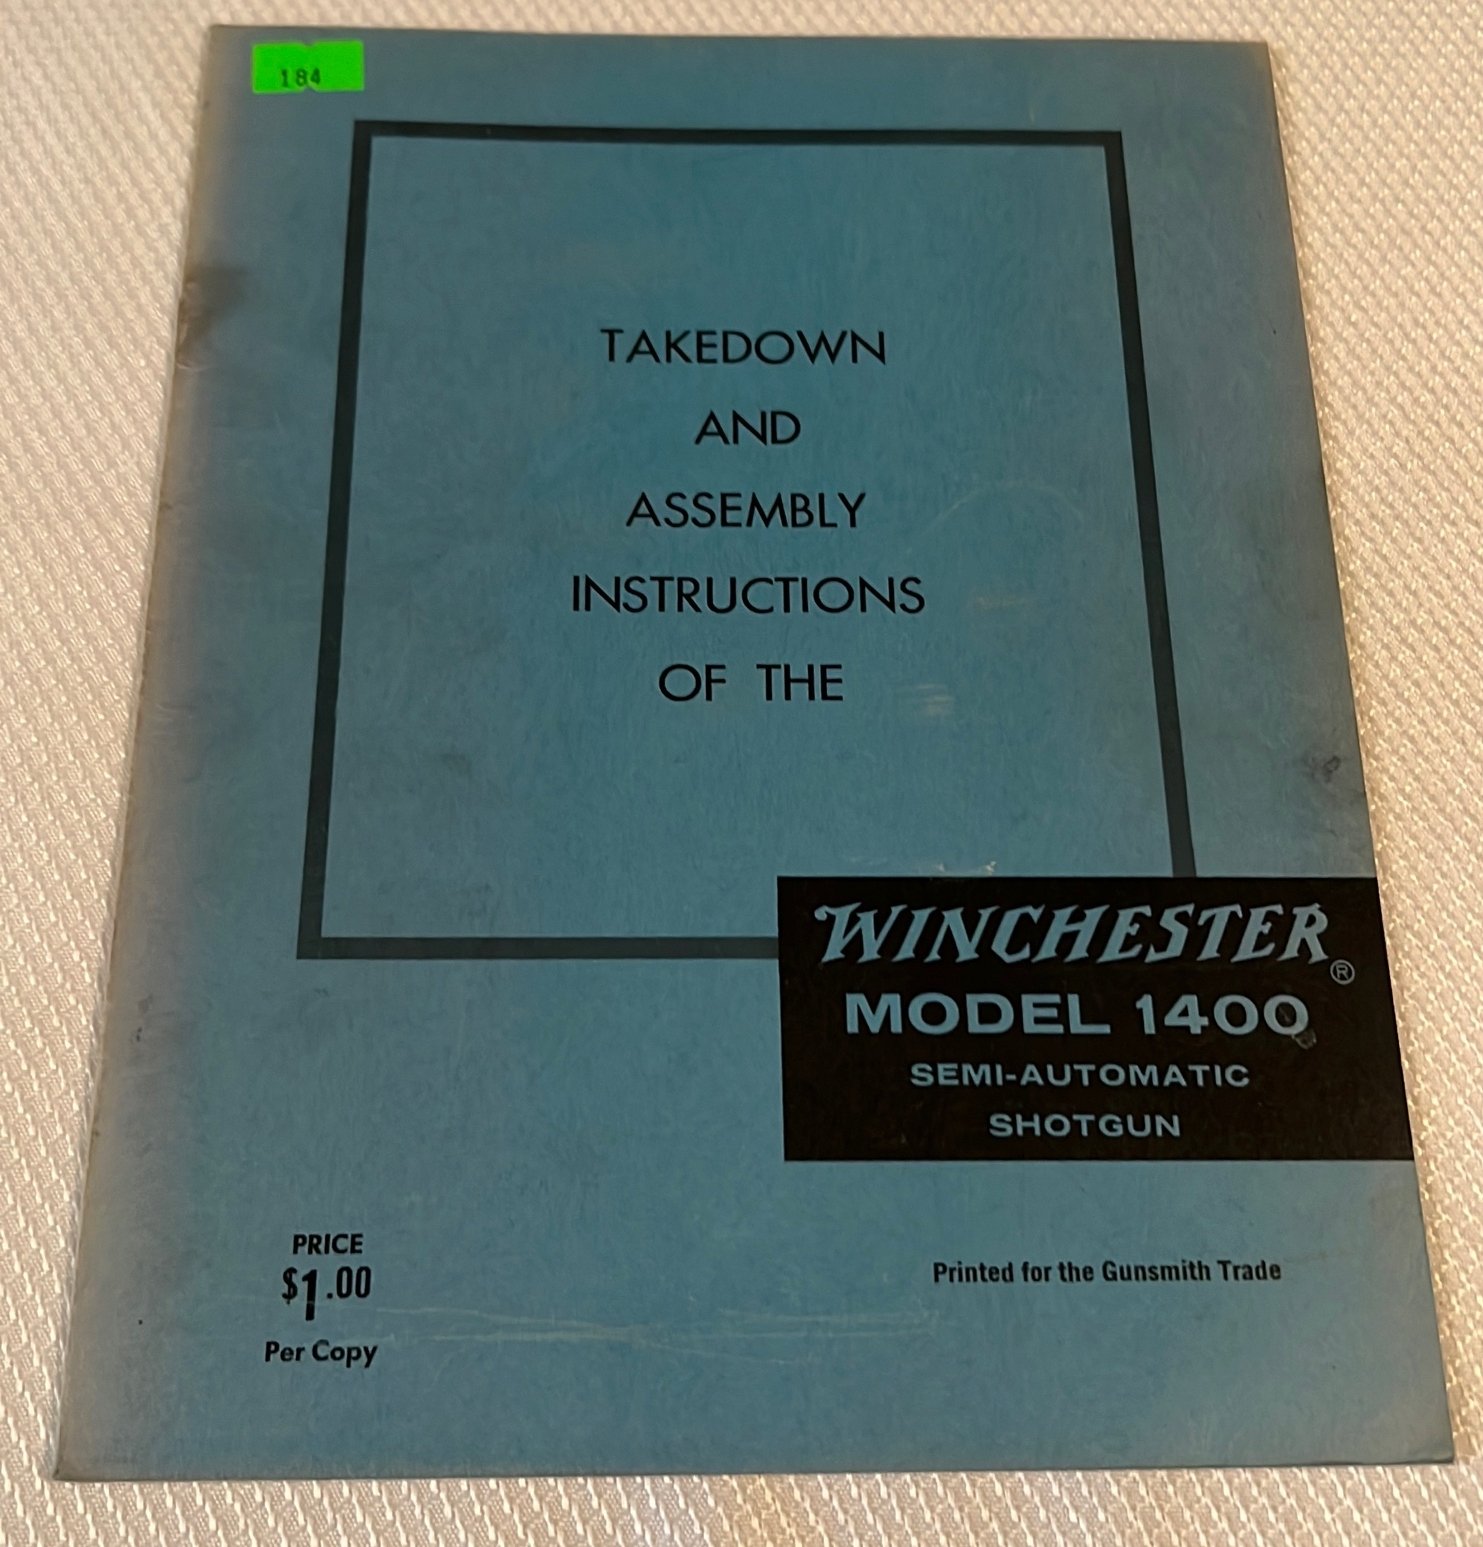 184
TAKEDOWN
AND
ASSEMBLY
INSTRUCTIONS
OF THE
WINCHESTER®
MODEL 1400
SEMI-AUTOMATIC
SHOTGUN
PRICE
$1.00
Per Copy
Printed for the Gunsmith Trade